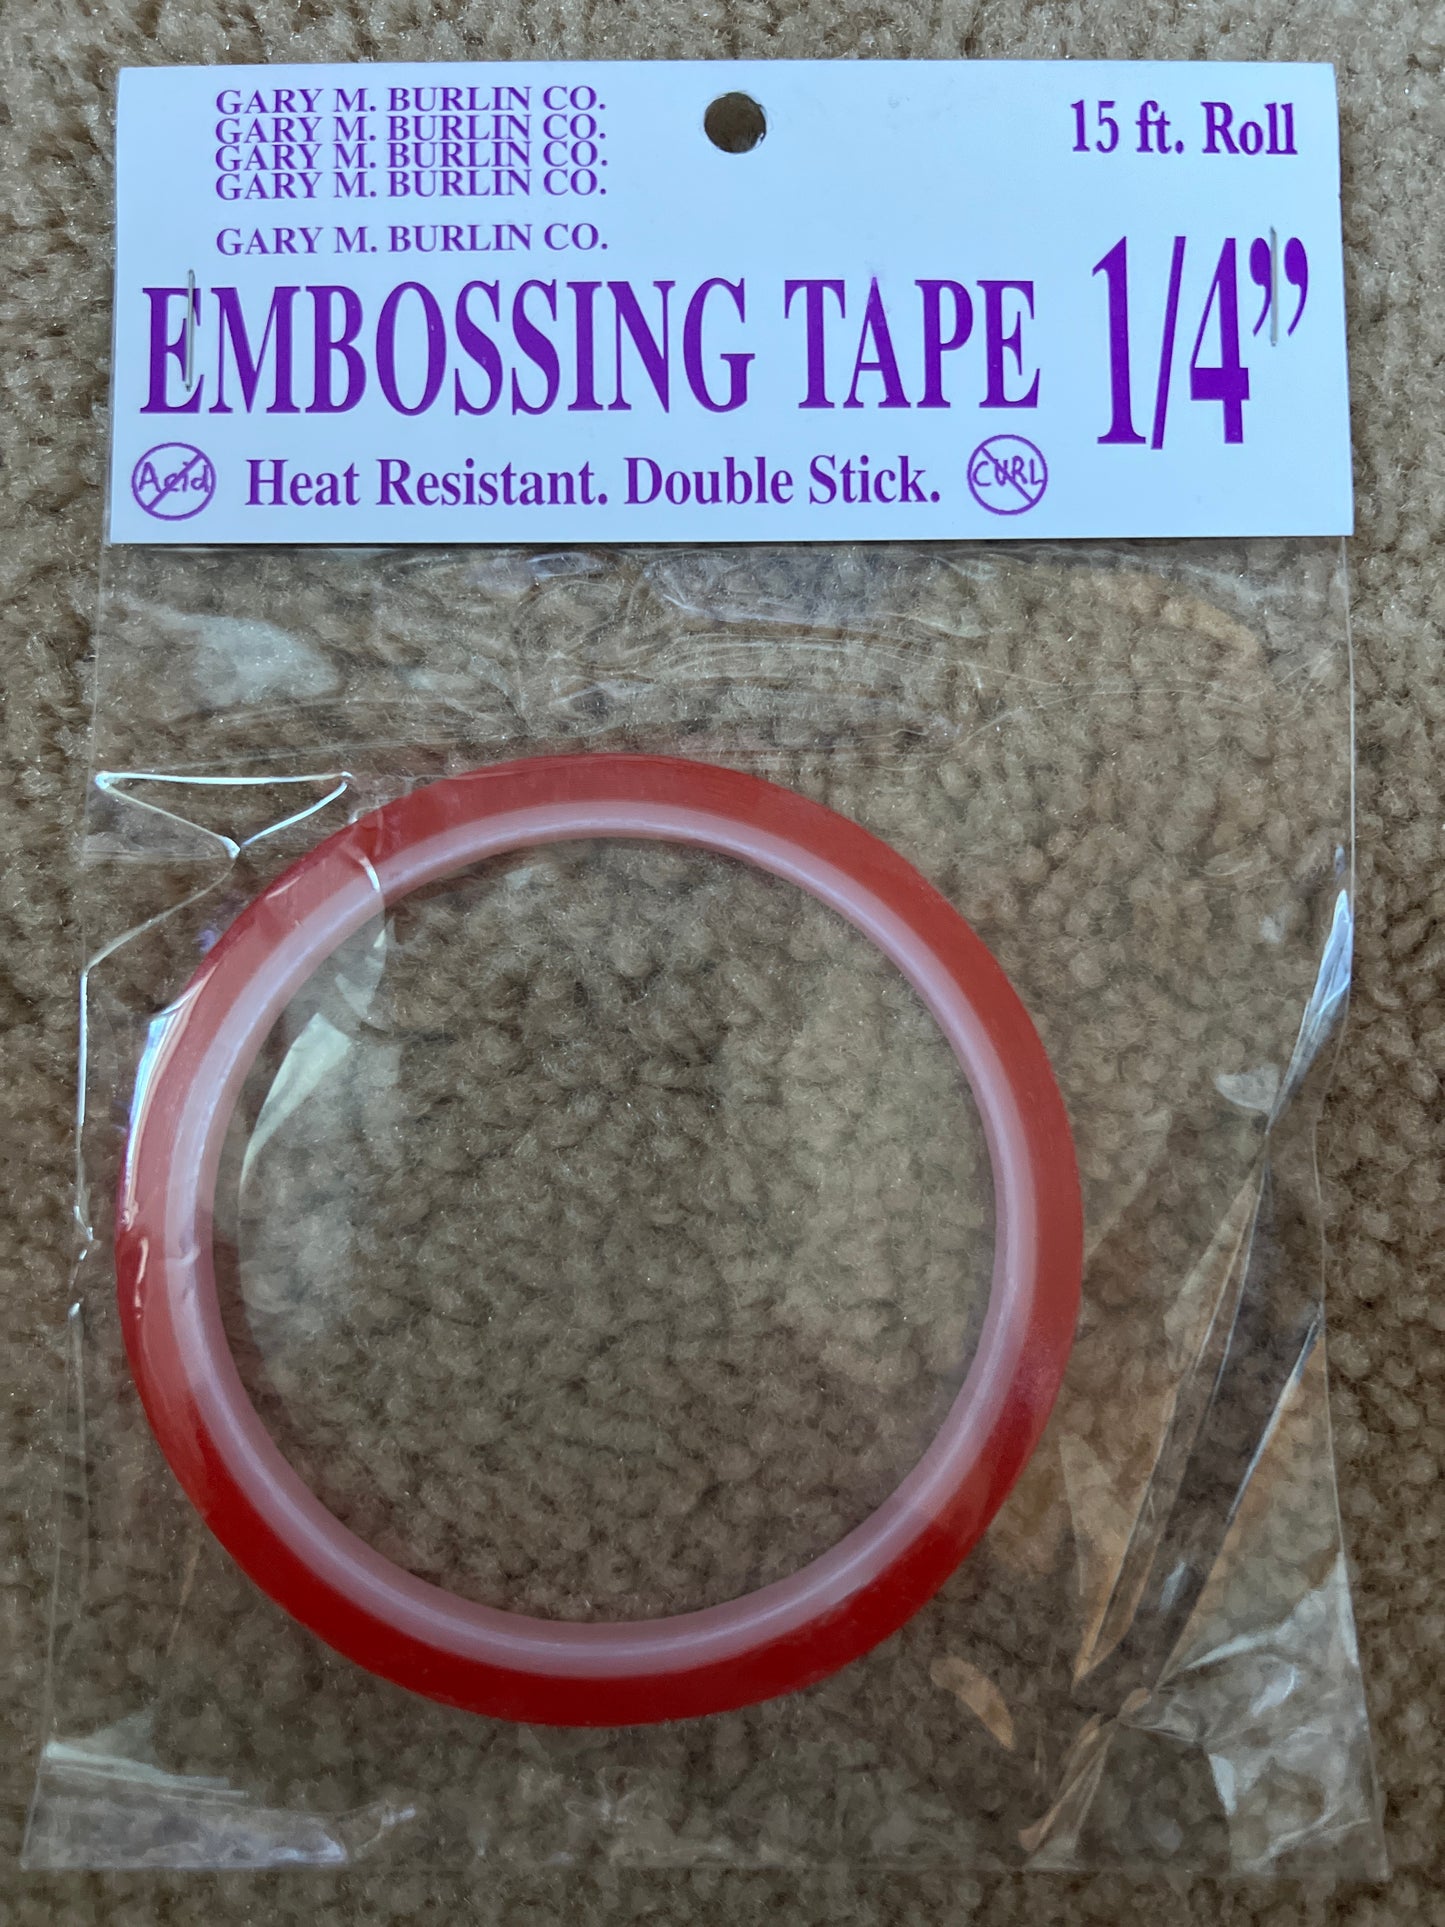 GARY M. BURLIN CO.
GARY M. BURLIN CO.
GARY M. BURLIN CO.
GARY M. BURLIN CO.
GARY M. BURLIN CO.
15 ft. Roll
EMBOSSING TAPE 1/4”
Acid Heat Resistant. Double Stick. CURL